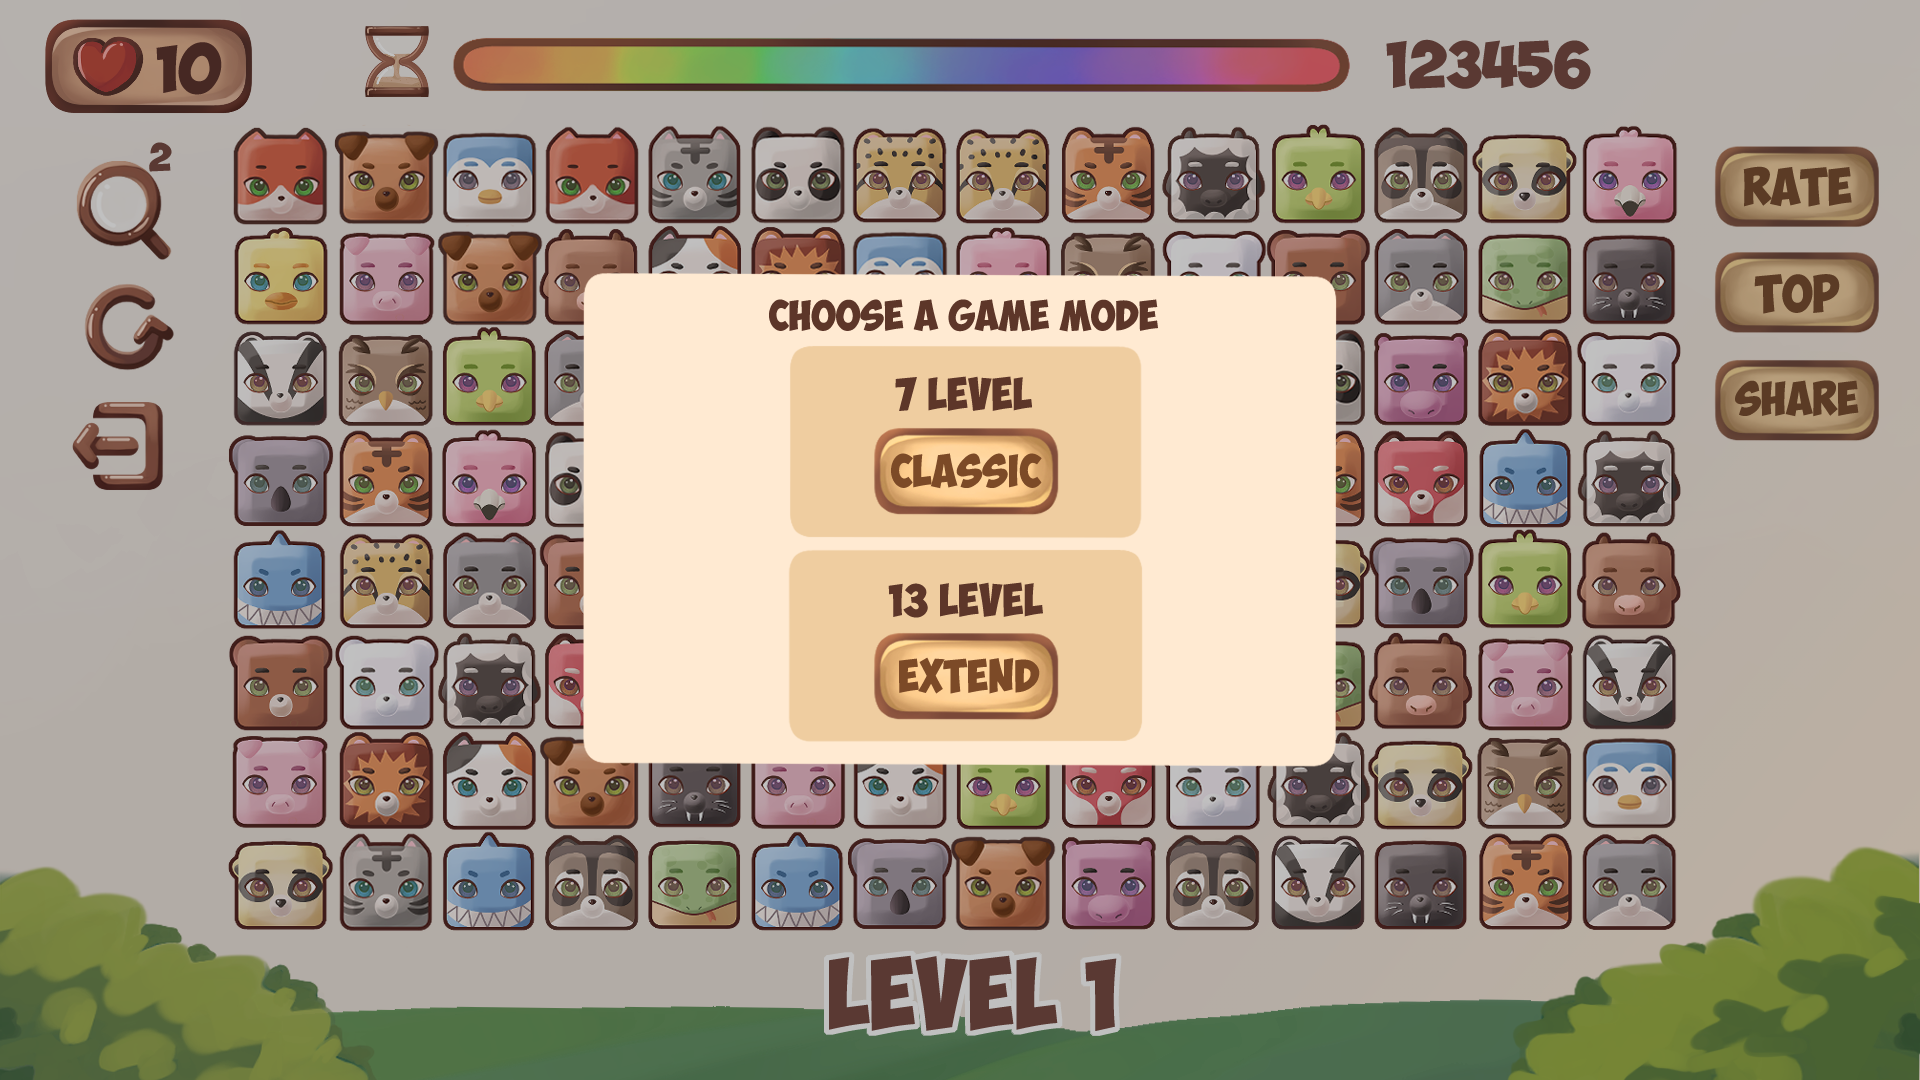 10
123456
2
RATE
TOP
SHARE
CHOOSE A GAME MODE
7 LEVEL
CLASSIC
13 LEVEL
EXTEND
LEVEL 1